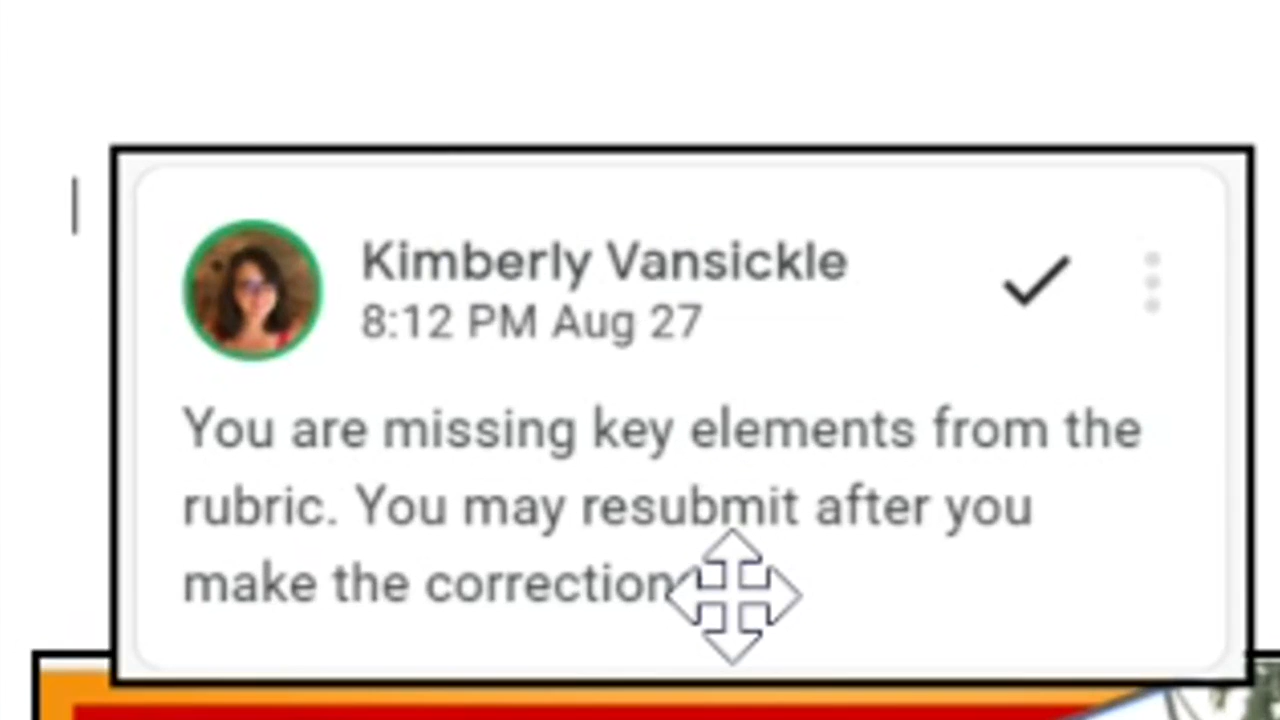 Kimberly Vansickle
8:12 PM Aug 27
You are missing key elements from the
rubric. You may resubmit after you
make the correction